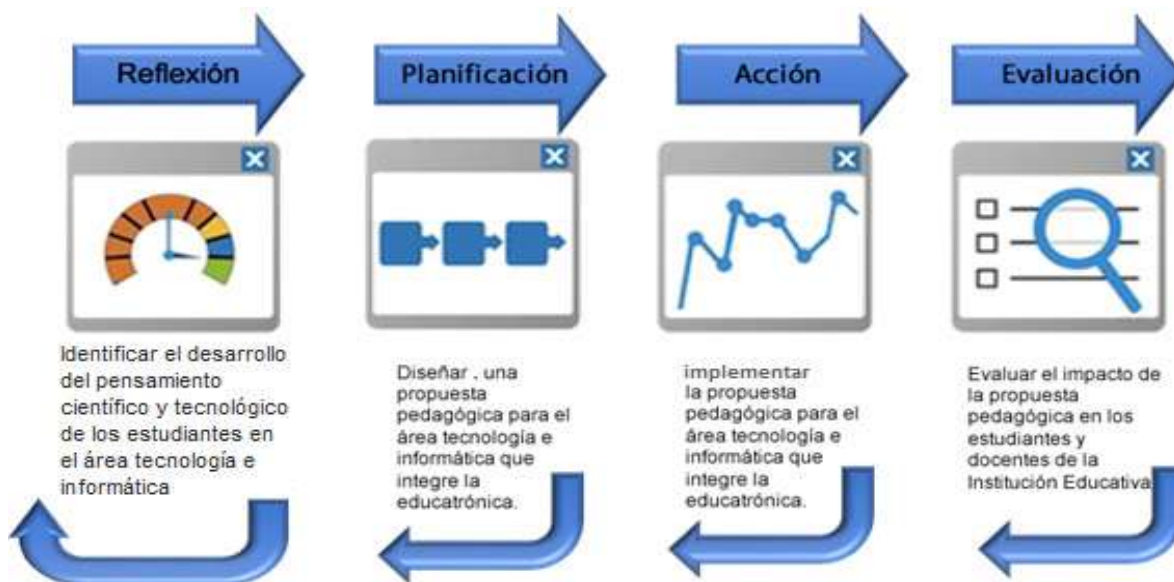 Reflexión
Planificación
Acción
Evaluación
Identificar el desarrollo
del pensamiento
científico y tecnológico
de los estudiantes en
el área tecnología e
informática
Diseñar , una
propuesta
pedagógica para el
área tecnología e
informática que
integre la
educatrónica.
implementar
la propuesta
pedagógica para el
área tecnología e
informática que
integre la
educatrónica.
Evaluar el impacto de
la propuesta
pedagógica en los
estudiantes y
docentes de la
Institución Educativa